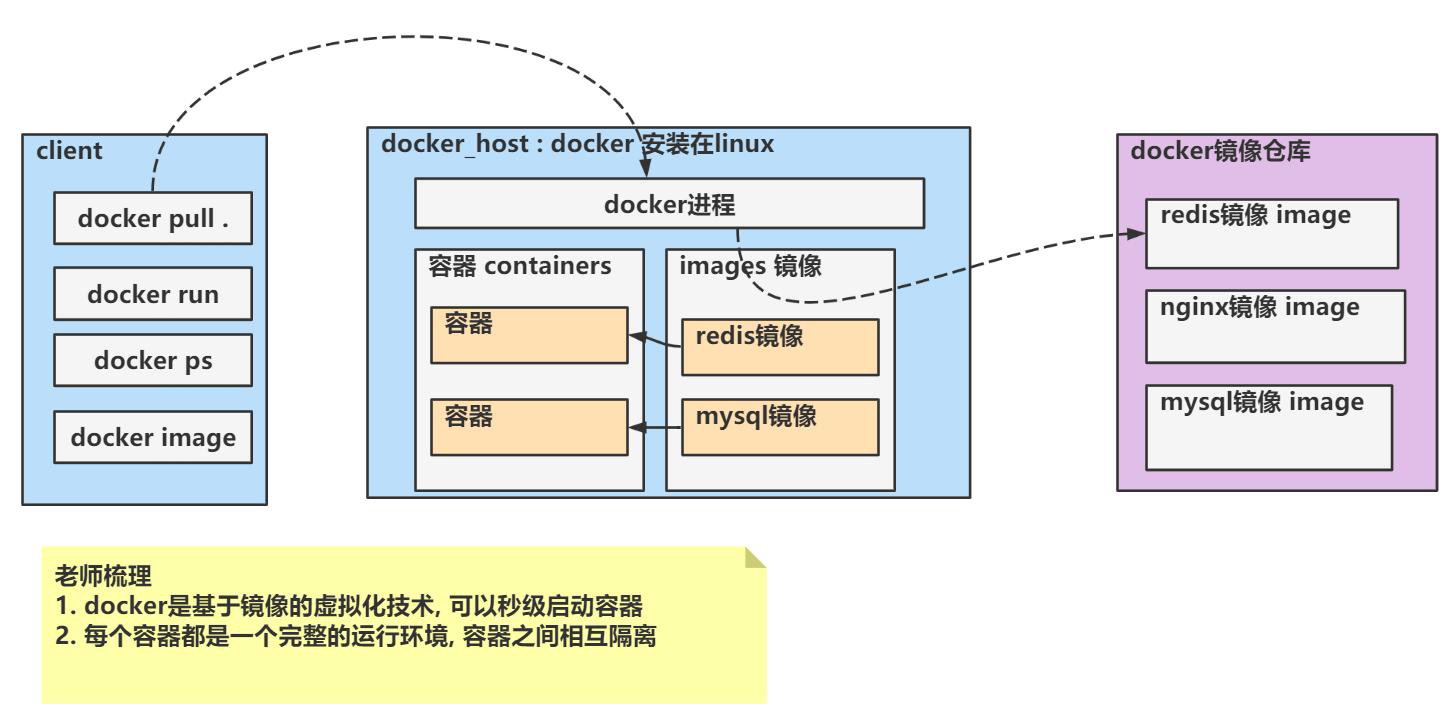 client
docker pull .
docker run
docker ps
docker image
docker_host : docker 安装在linux
docker进程
容器 containers
容器
容器
images 镜像
redis镜像
mysql镜像
docker镜像仓库
redis镜像 image
nginx镜像 image
mysql镜像 image
老师梳理
1. docker是基于镜像的虚拟化技术, 可以秒级启动容器
2. 每个容器都是一个完整的运行环境, 容器之间相互隔离